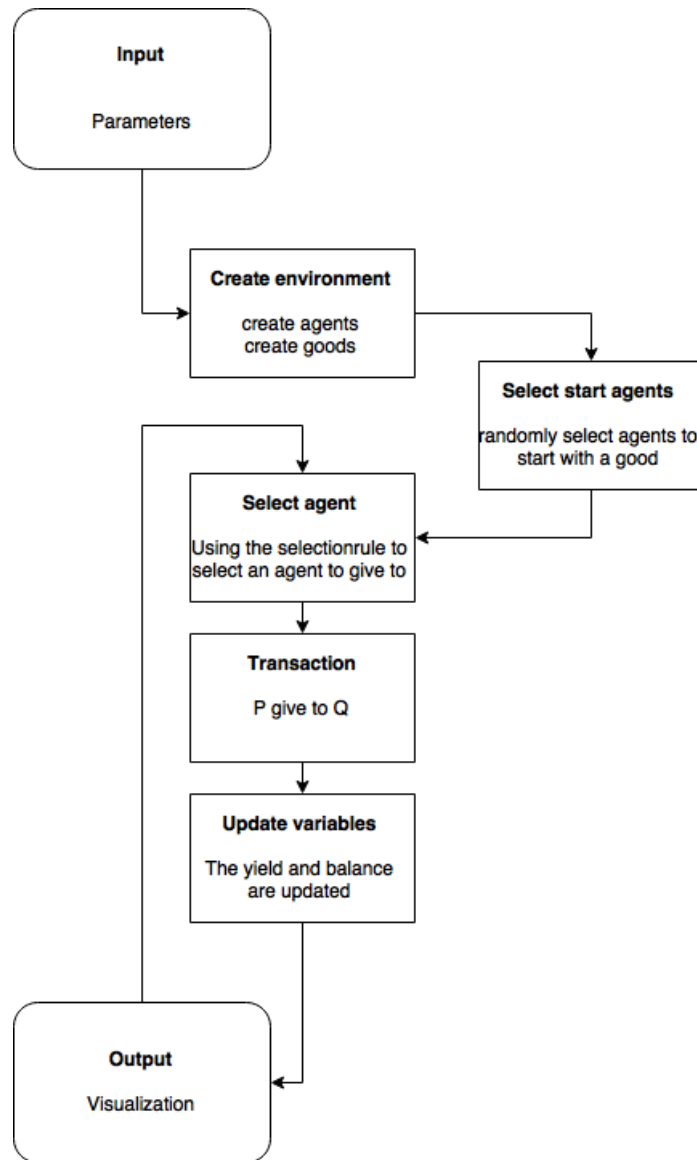 Input
Parameters
Create environment
create agents
create goods
Select start agents
randomly select agents to
start with a good
Select agent
Using the selectionrule to
select an agent to give to
Transaction
P give to Q
Update variables
The yield and balance
are updated
Output
Visualization